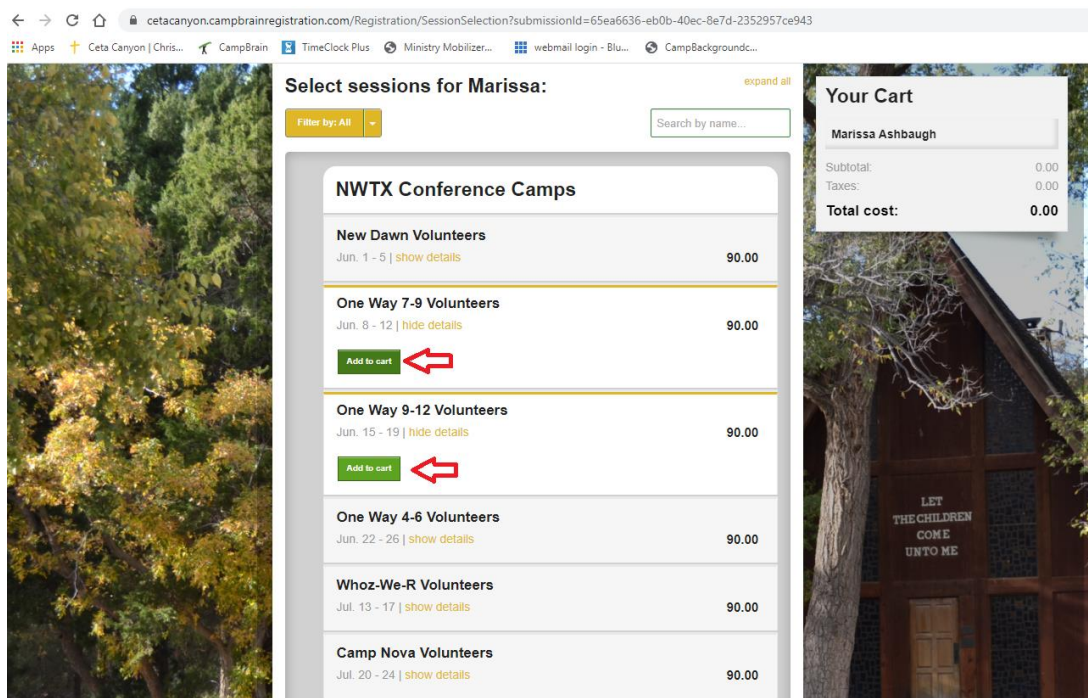 cetacanyon.campbrainregistration.com/Registration/SessionSelection?submissionId=65ea6636-eb0b-40ec-8e7d-2352957ce943
Apps Ceta Canyon | Chris... CampBrain TimeClock Plus Ministry Mobilizer... webmail login - Blu... CampBackgroundc...
Select sessions for Marissa:
expand all
Filter by: All
Search by name...
NWTX Conference Camps
New Dawn Volunteers
Jun. 1 - 5 | show details 90.00
One Way 7-9 Volunteers
Jun. 8 - 12 | hide details 90.00
Add to cart
One Way 9-12 Volunteers
Jun. 15 - 19 | hide details 90.00
Add to cart
One Way 4-6 Volunteers
Jun. 22 - 26 | show details 90.00
Whoz-We-R Volunteers
Jul. 13 - 17 | show details 90.00
Camp Nova Volunteers
Jul. 20 - 24 | show details 90.00
Your Cart
Marissa Ashbaugh
Subtotal: 0.00
Taxes: 0.00
Total cost: 0.00
LET
THE CHILDREN
COME
UNTO ME